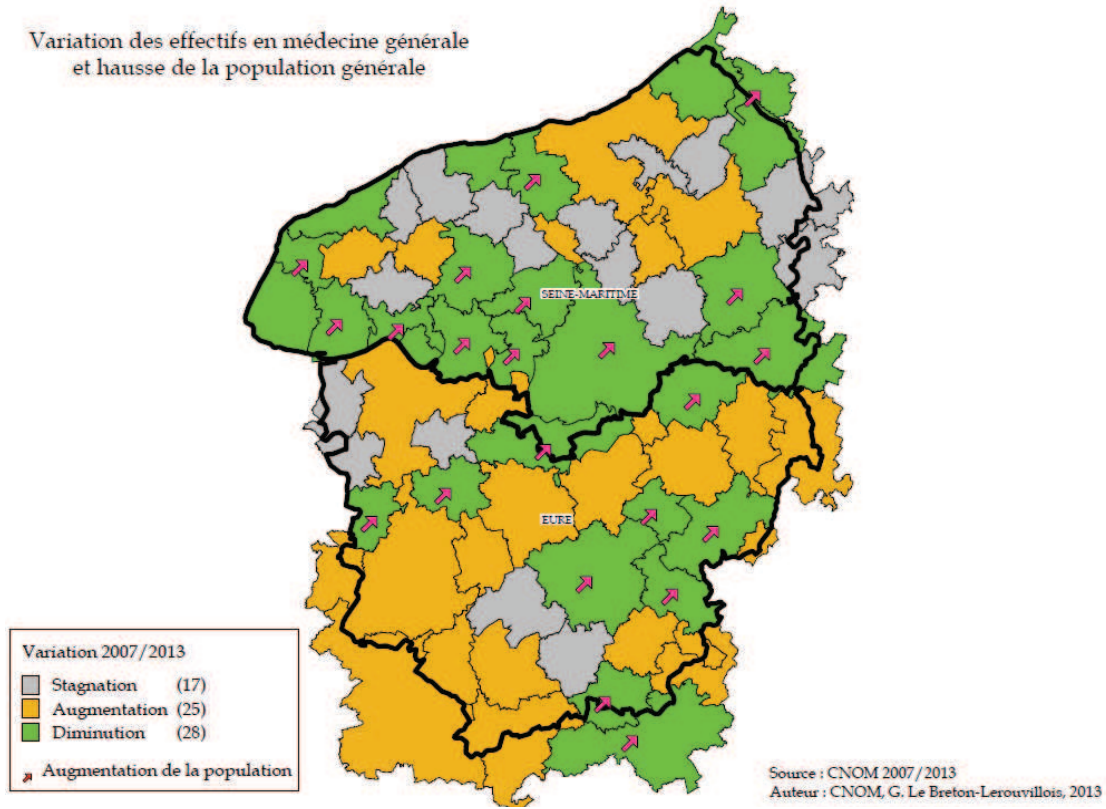 Variation des effectifs en médecine générale
et hausse de la population générale
SEINE-MARITIME
EURE
Variation 2007/2013
Stagnation (17)
Augmentation (25)
Diminution (28)
Augmentation de la population
Source : CNOM 2007/2013
Auteur : CNOM, G. Le Breton-Lerouvillois, 2013